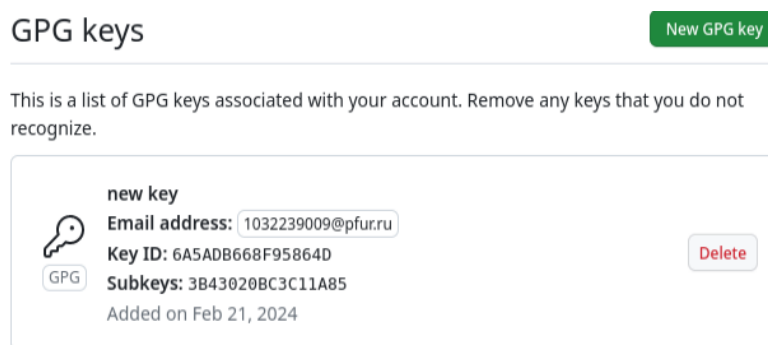 GPG keys
New GPG key
This is a list of GPG keys associated with your account. Remove any keys that you do not
recognize.
new key
Email address: 1032239009@pfur.ru
Key ID: 6A5ADB668F95864D
GPG
Subkeys: 3B43020BC3C11A85
Added on Feb 21, 2024
Delete